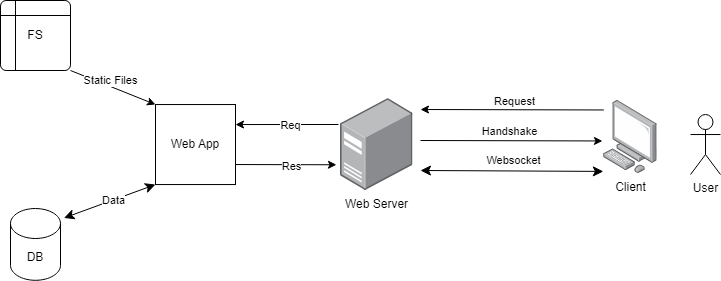 FS
Static Files
Web App
Req
Res
Data
DB
Web Server
Request
Handshake
Websocket
Client
User